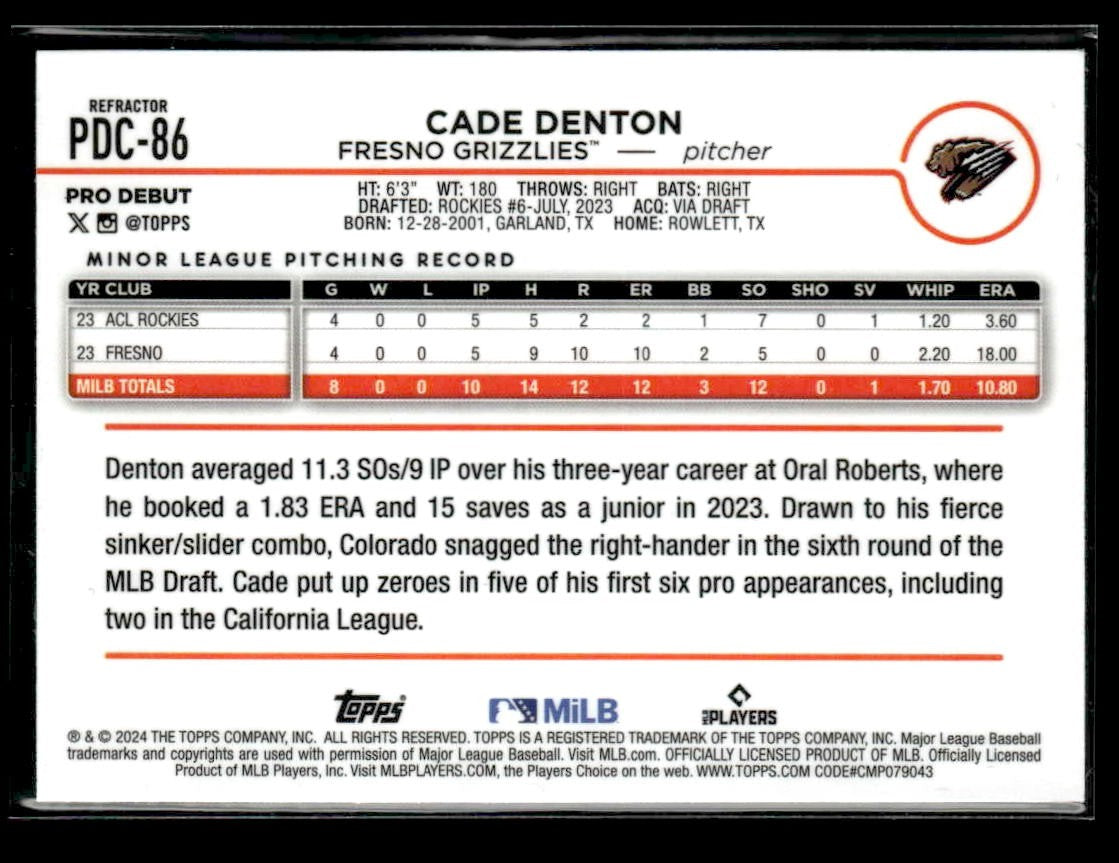 REFRACTOR
PDC-86
CADE DENTON
FRESNO GRIZZLIES™ — pitcher
PRO DEBUT
X @TOPPS
HT: 6'3" WT: 180 THROWS: RIGHT BATS: RIGHT
DRAFTED: ROCKIES #6-JULY, 2023 ACQ: VIA DRAFT
BORN: 12-28-2001, GARLAND, TX HOME: ROWLETT, TX
MINOR LEAGUE PITCHING RECORD
YR CLUB G W L IP H R ER BB SO SHO SV WHIP ERA
23 ACL ROCKIES 4 0 0 5 5 2 2 1 7 0 1 1.20 3.60
23 FRESNO 4 0 0 5 9 10 10 2 5 0 0 2.20 18.00
MILB TOTALS 8 0 0 10 14 12 12 3 12 0 1 1.70 10.80
Denton averaged 11.3 SOs/9 IP over his three-year career at Oral Roberts, where
he booked a 1.83 ERA and 15 saves as a junior in 2023. Drawn to his fierce
sinker/slider combo, Colorado snagged the right-hander in the sixth round of the
MLB Draft. Cade put up zeroes in five of his first six pro appearances, including
two in the California League.
Topps® MiLB MLB PLAYERS
® & © 2024 THE TOPPS COMPANY, INC. ALL RIGHTS RESERVED. TOPPS IS A REGISTERED TRADEMARK OF THE TOPPS COMPANY, INC. Major League Baseball
trademarks and copyrights are used with permission of Major League Baseball. Visit MLB.com. OFFICIALLY LICENSED PRODUCT OF MLB. Officially Licensed
Product of MLB Players, Inc. Visit MLBPLAYERS.COM, the Players Choice on the web. WWW.TOPPS.COM CODE#CMP079043